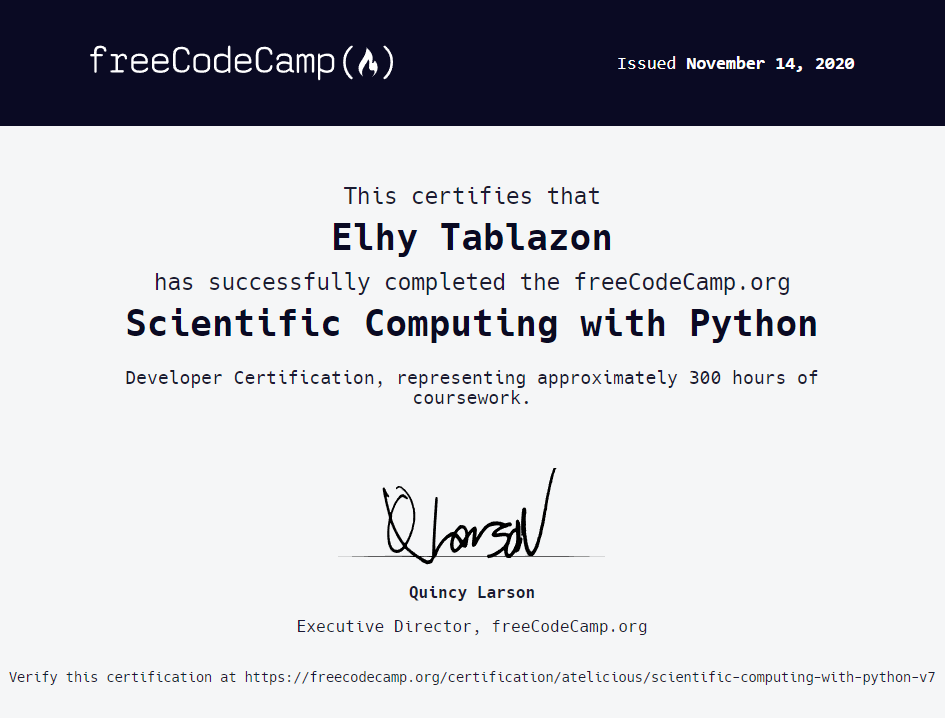 freeCodeCamp
Issued November 14, 2020
This certifies that
Elhy Tablazon
has successfully completed the freeCodeCamp.org
Scientific Computing with Python
Developer Certification, representing approximately 300 hours of
coursework.
Q Larson
Quincy Larson
Executive Director, freeCodeCamp.org
Verify this certification at https://freecodecamp.org/certification/atelicious/scientific-computing-with-python-v7